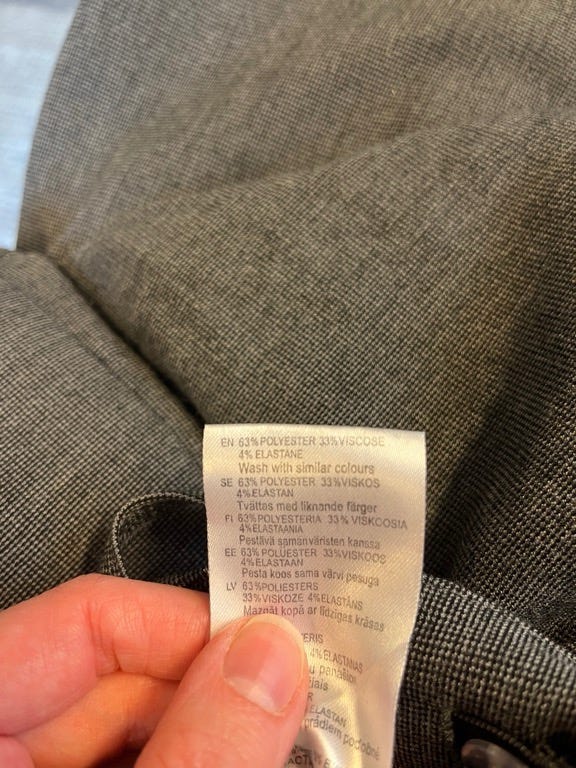 EN 63%POLYESTER 33%VISCOSE
4%ELASTANE
Wash with similar colours
SE 63%POLYESTER 33%VISKOS
4%ELASTAN
Tvättas med liknande färger
FI 63%POLYESTERIA 33%VISKOOSIA
4%ELASTAANIA
Pestävä samanväristen kanssa
EE 63%POLÜESTER 33%VISKOOS
4%ELASTAAN
Pesta koos sama värvi pesuga
LV 63%POLIESTERS
33%VISKOZE 4%ELASTĀNS
Mazgāt kopā ar līdzīgas krāsas
4%ELASTANAS
ELASTAN
podobné